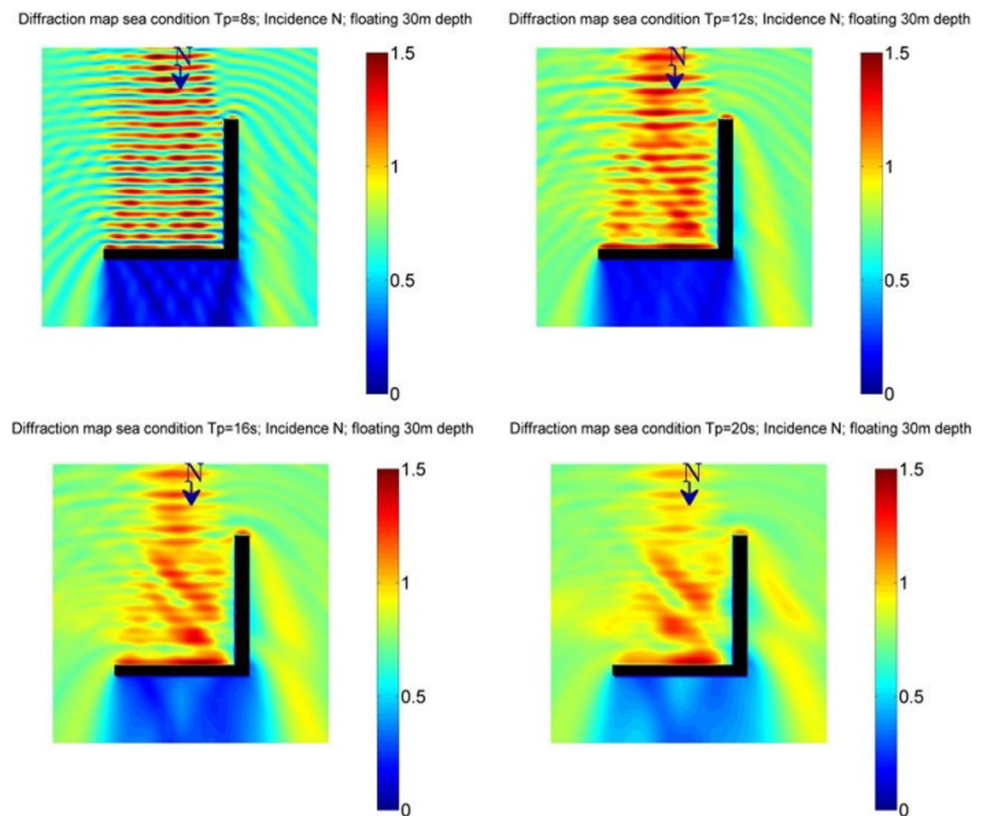 Diffraction map sea condition Tp=8s; Incidence N; floating 30m depth
N
1.5
1
0.5
0
Diffraction map sea condition Tp=12s; Incidence N; floating 30m depth
N
1.5
1
0.5
0
Diffraction map sea condition Tp=16s; Incidence N; floating 30m depth
N
1.5
1
0.5
0
Diffraction map sea condition Tp=20s; Incidence N; floating 30m depth
N
1.5
1
0.5
0